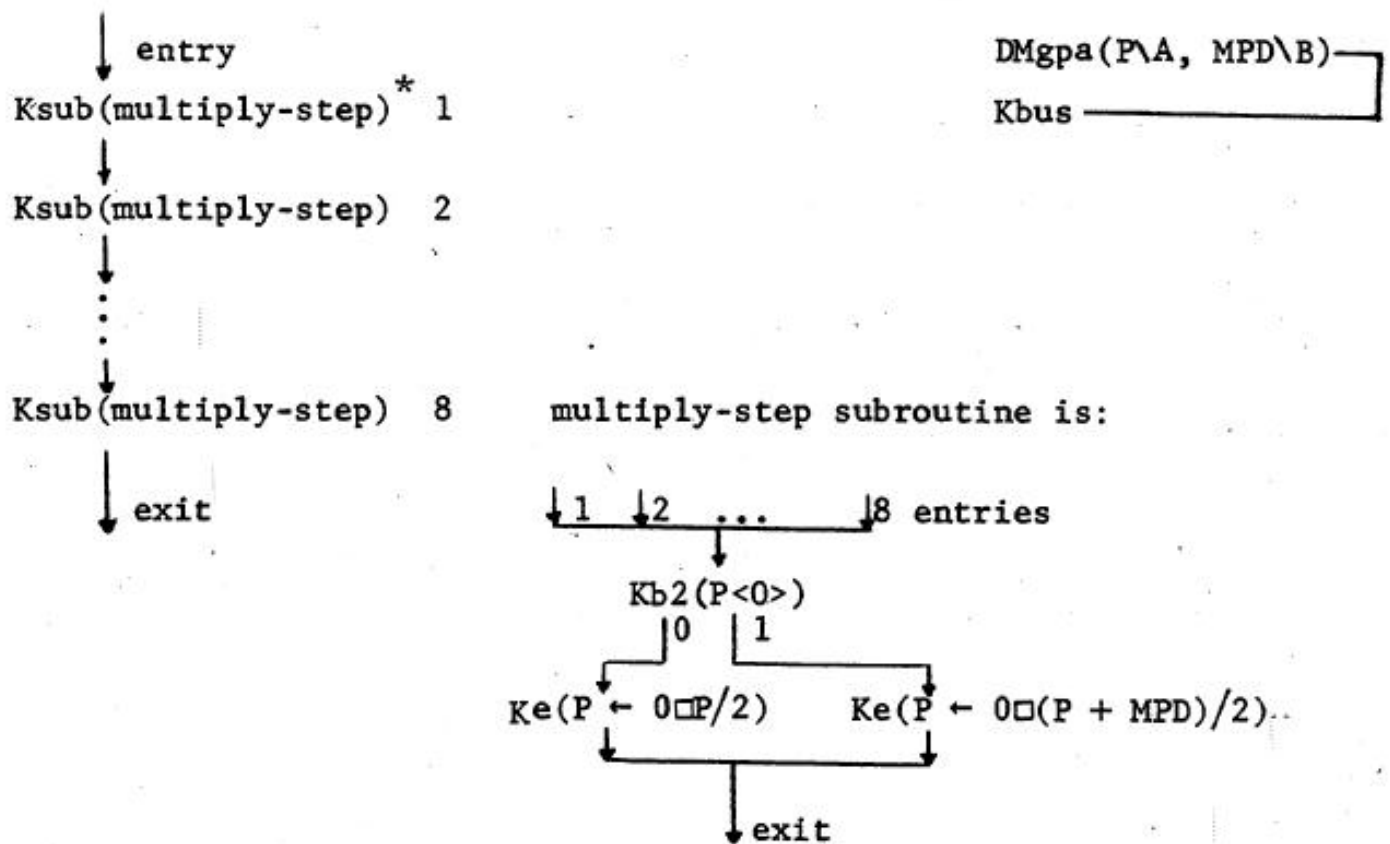 entry
DMgpa(P\A, MPD\B)
Ksub(multiply-step)* 1
Kbus
Ksub(multiply-step) 2
Ksub(multiply-step) 8
multiply-step subroutine is:
exit
1 2 ... 8 entries
Kb2(P<0>)
0 1
Ke(P ← 0□P/2)
Ke(P ← 0□(P + MPD)/2)
exit